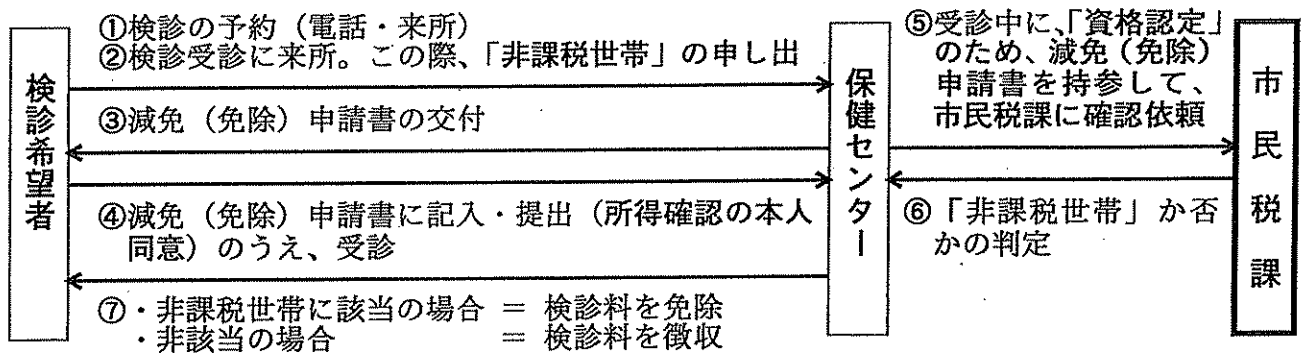 ①検診の予約（電話・来所）
②検診受診に来所。この際、「非課税世帯」の申し出
検診希望者
③減免（免除）申請書の交付
④減免（免除）申請書に記入・提出（所得確認の本人
同意）のうえ、受診
⑦・非課税世帯に該当の場合 ＝ 検診料を免除
・非該当の場合 ＝ 検診料を徴収
保健センター
⑤受診中に、「資格認定」
のため、減免（免除）
申請書を持参して、
市民税課に確認依頼
⑥「非課税世帯」か否
かの判定
市民税課